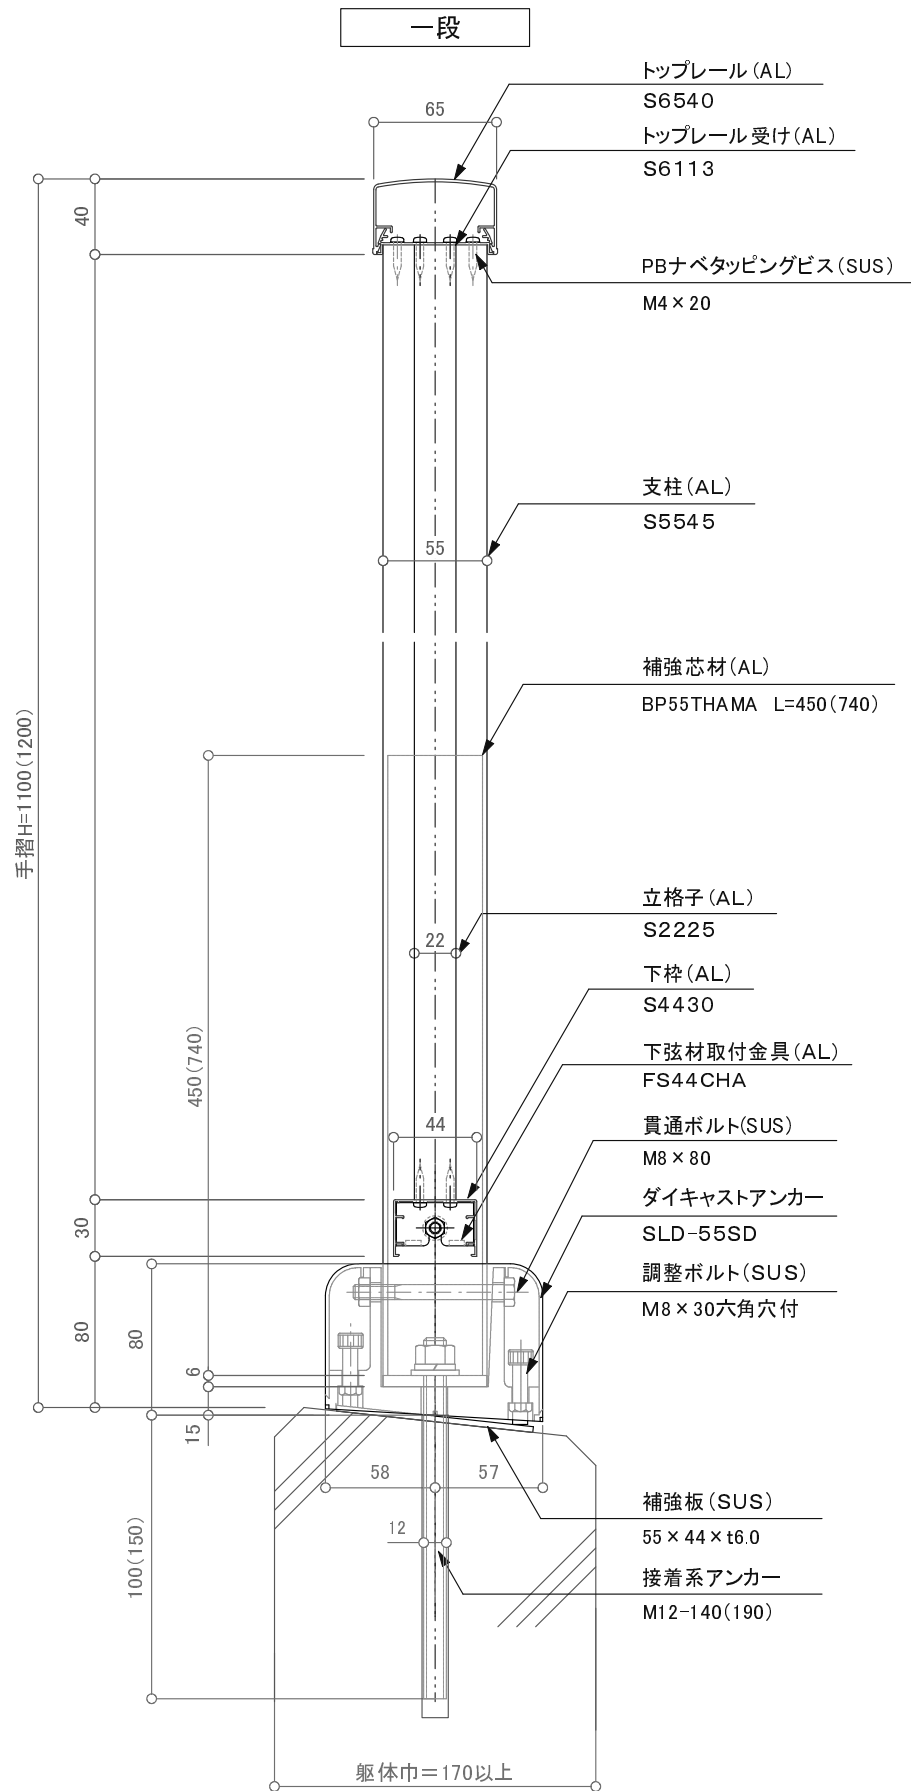 一段
トップレール(AL)
S6540
65
トップレール受け(AL)
S6113
40
PBナベタッピングビス(SUS)
M4×20
支柱(AL)
S5545
55
補強芯材(AL)
BP55THAMA L=450(740)
手摺H=1100(1200)
立格子(AL)
S2225
22
下枠(AL)
S4430
450(740)
下弦材取付金具(AL)
FS44CHA
44
貫通ボルト(SUS)
M8×80
ダイキャストアンカー
SLD-55SD
30
調整ボルト(SUS)
M8×30六角穴付
80
80
6
15
58
57
補強板(SUS)
55×44×t6.0
12
100(150)
接着系アンカー
M12-140(190)
躯体巾=170以上